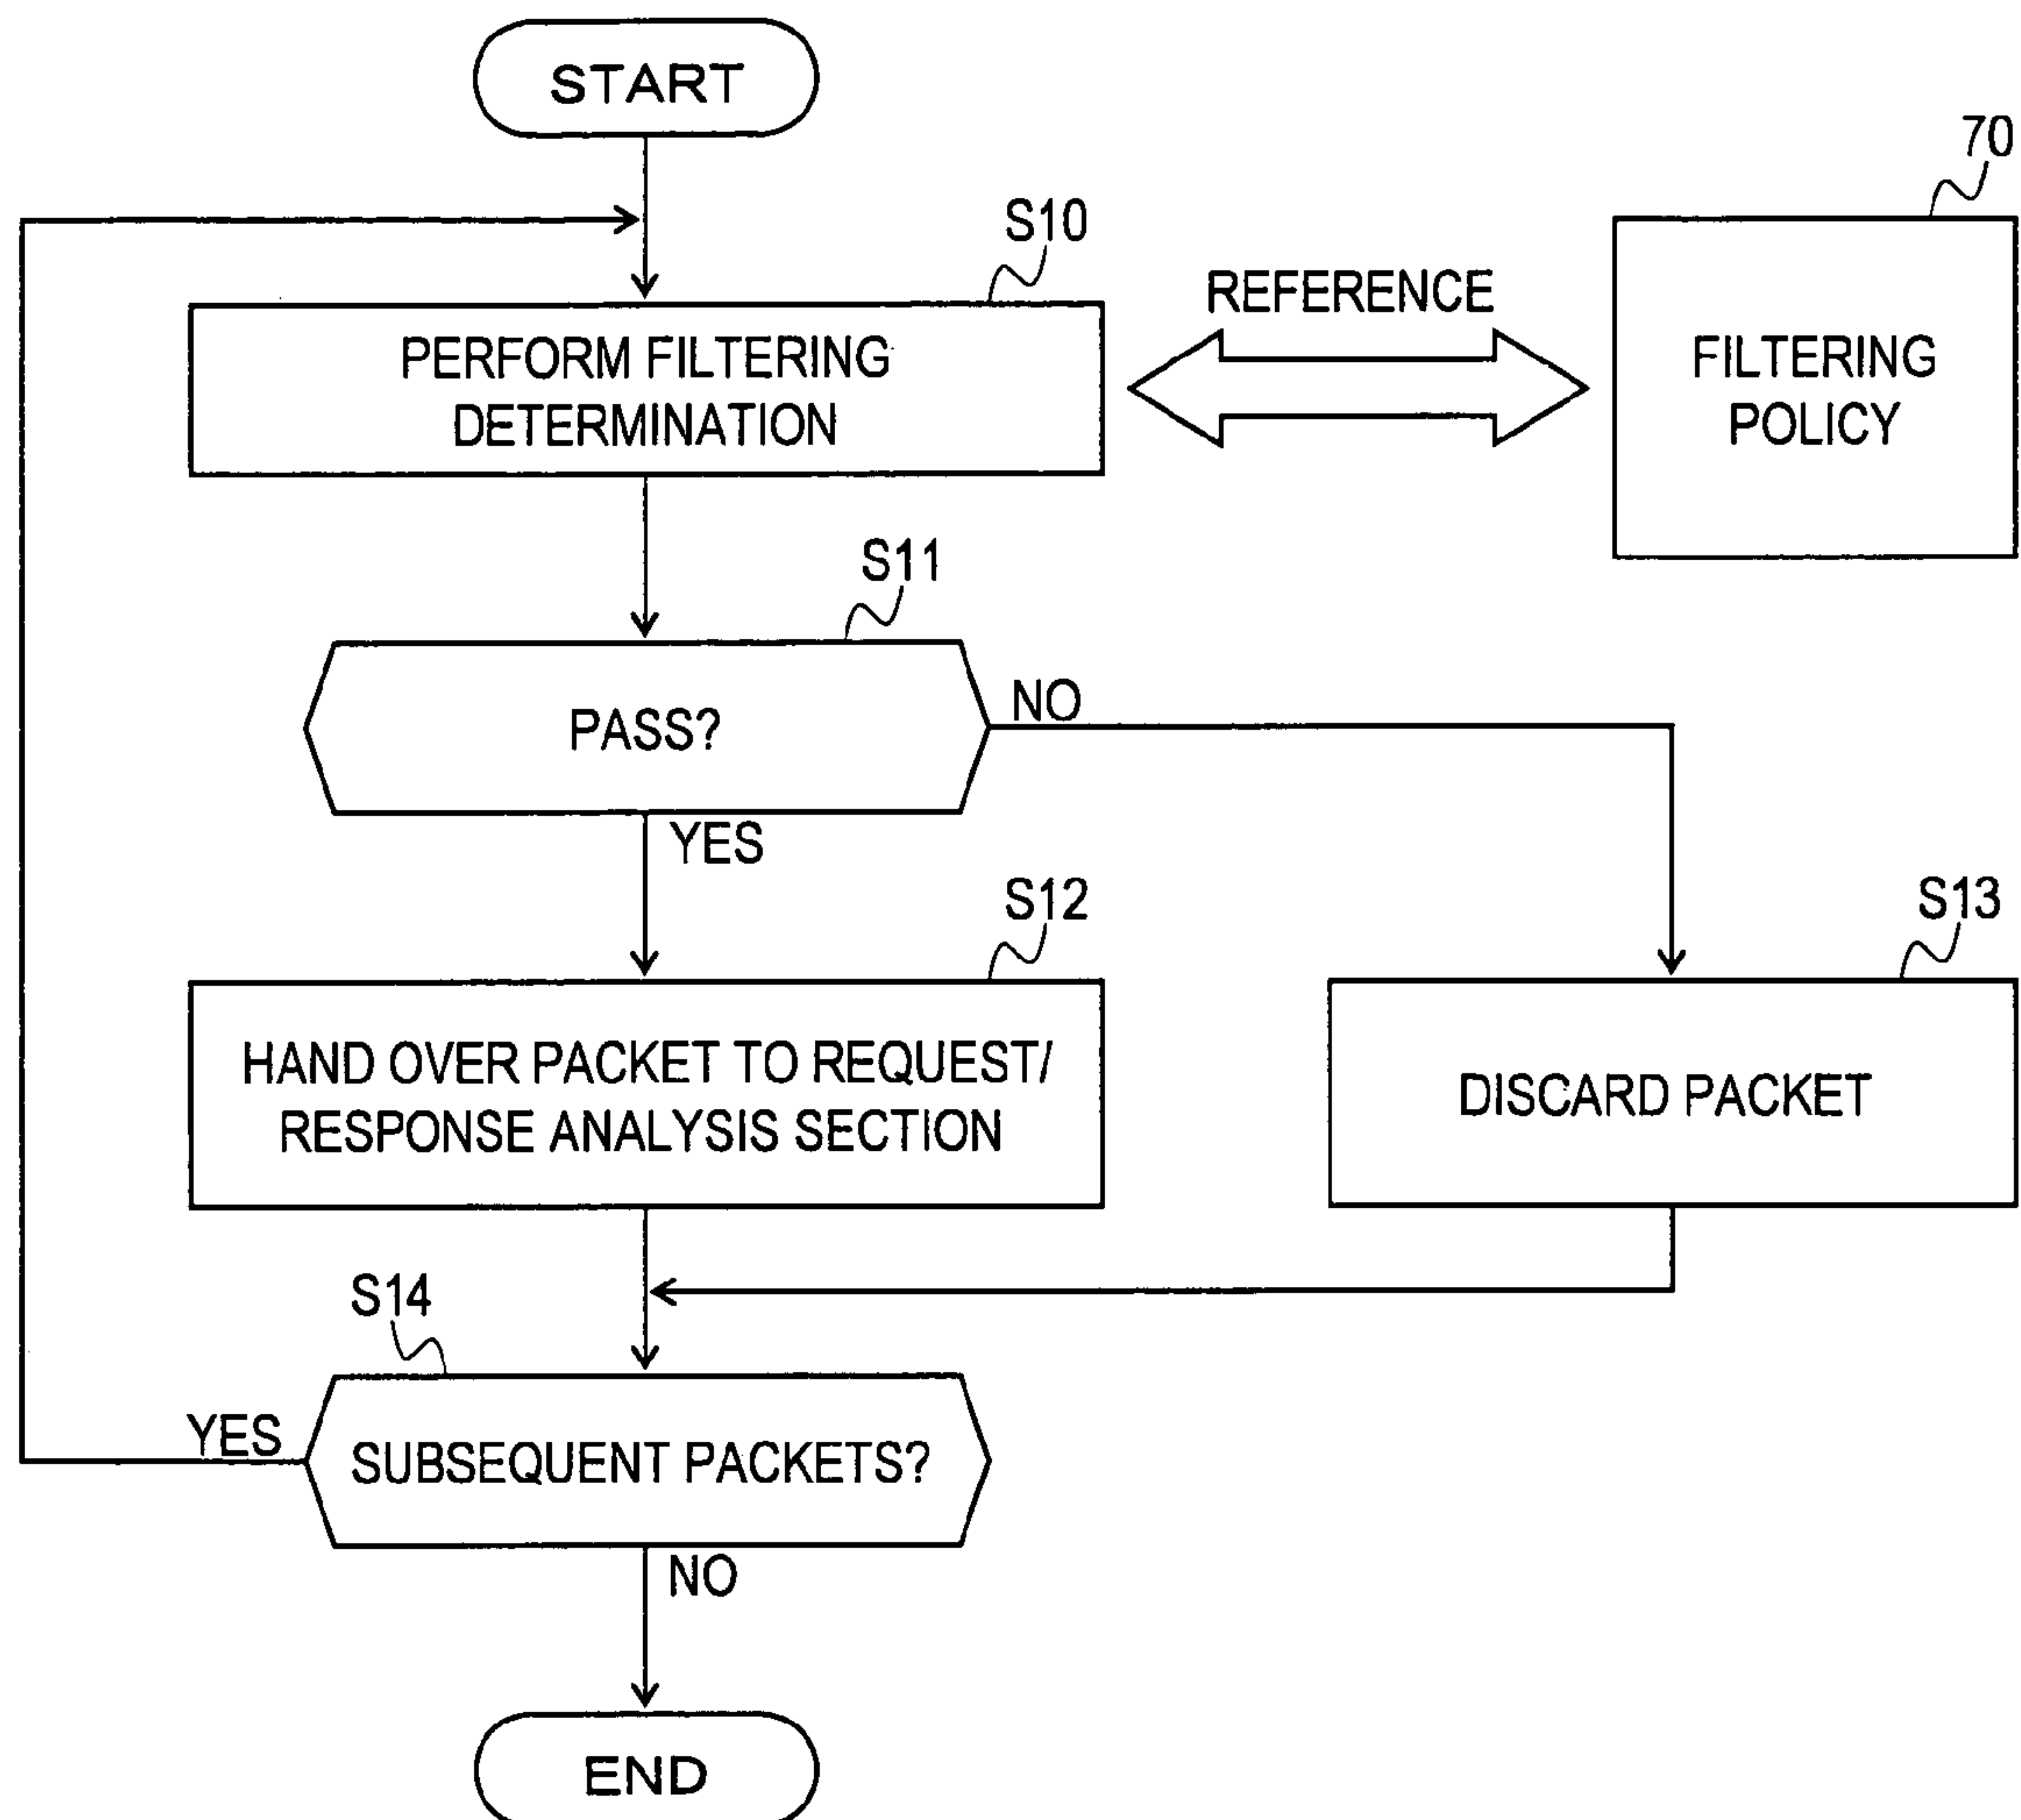 START
70
S10
REFERENCE
PERFORM FILTERING
DETERMINATION
FILTERING
POLICY
S11
PASS?
NO
YES
S12
S13
HAND OVER PACKET TO REQUEST/
RESPONSE ANALYSIS SECTION
DISCARD PACKET
S14
YES
SUBSEQUENT PACKETS?
NO
END